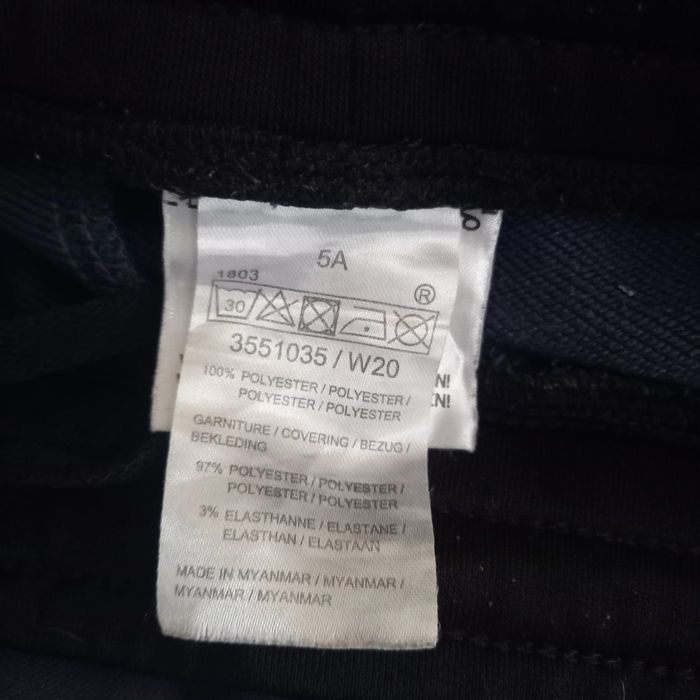 5A
1803
®
30
3551035 / W20
100% POLYESTER / POLYESTER /
POLYESTER / POLYESTER
GARNITURE / COVERING / BEZUG /
BEKLEDING
97% POLYESTER / POLYESTER /
POLYESTER / POLYESTER
3% ELASTHANNE / ELASTANE /
ELASTHAN / ELASTAAN
MADE IN MYANMAR / MYANMAR /
MYANMAR / MYANMAR